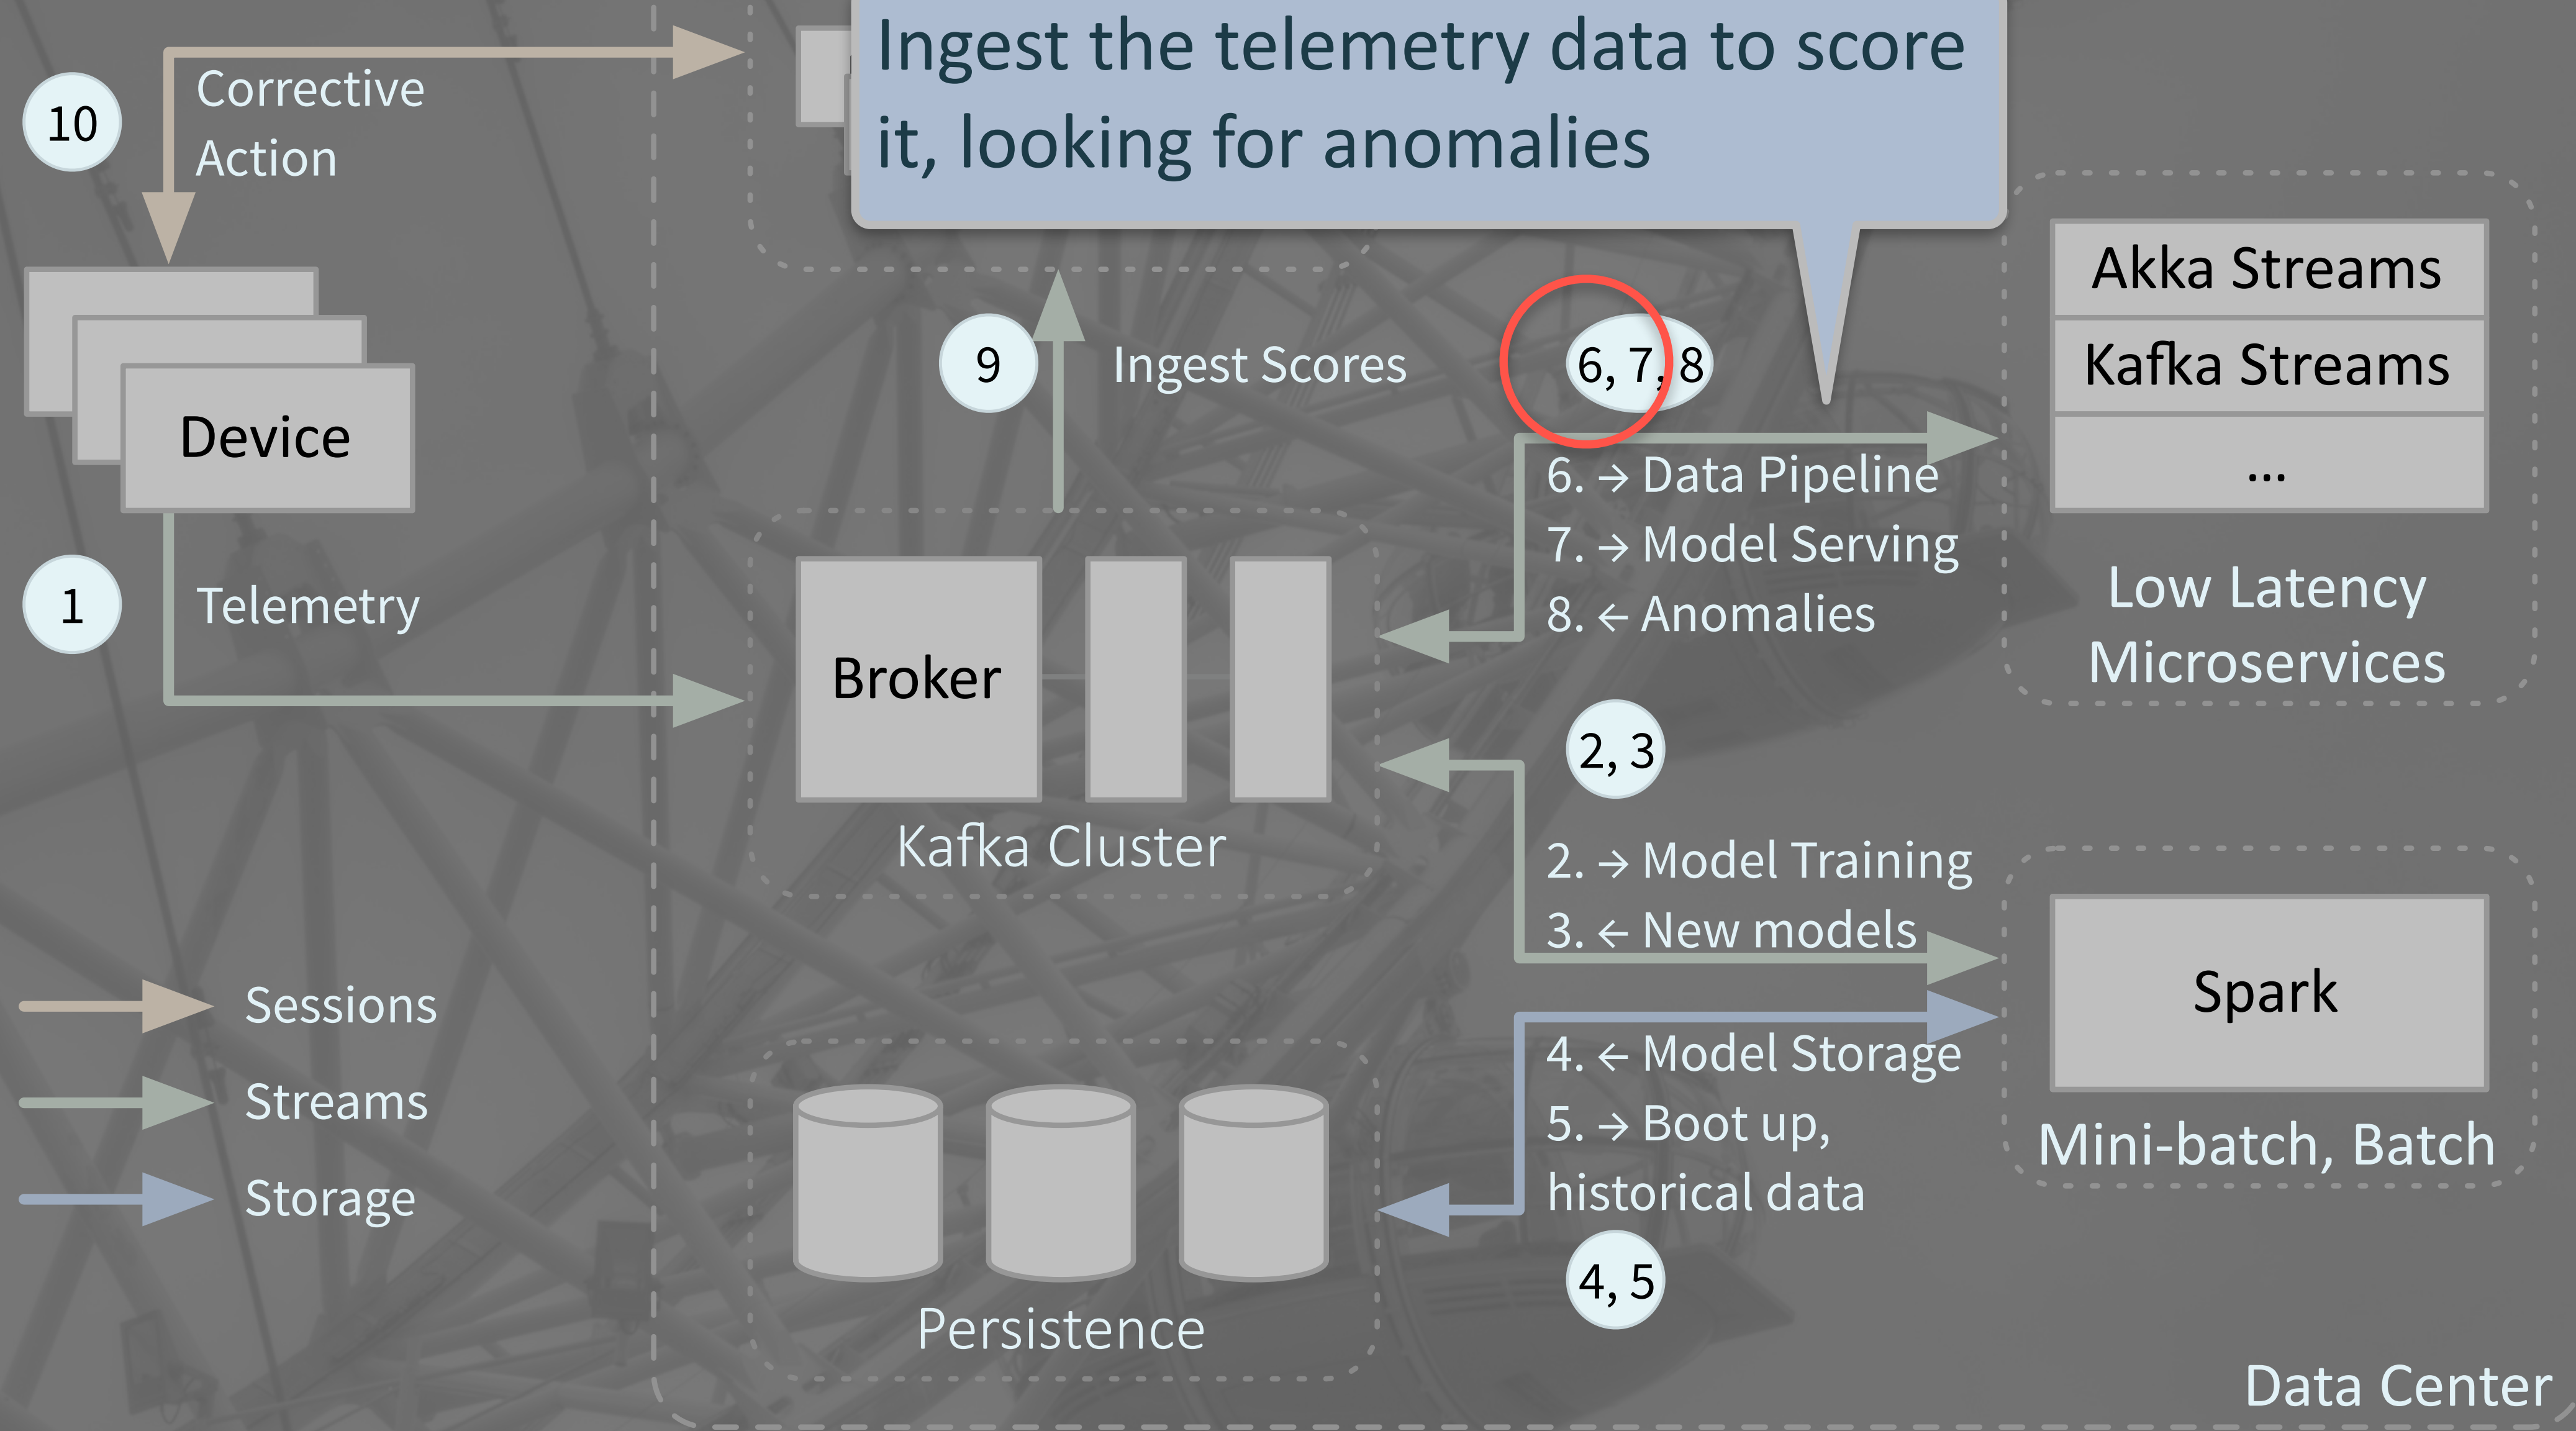 Ingest the telemetry data to score
it, looking for anomalies
10
Corrective
Action
Device
1
Telemetry
9
Ingest Scores
6, 7, 8
6. → Data Pipeline
7. → Model Serving
8. ← Anomalies
Akka Streams
Kafka Streams
...
Low Latency
Microservices
Broker
Kafka Cluster
2, 3
2. → Model Training
3. ← New models
Spark
Mini-batch, Batch
4. ← Model Storage
5. → Boot up,
historical data
4, 5
Persistence
Sessions
Streams
Storage
Data Center